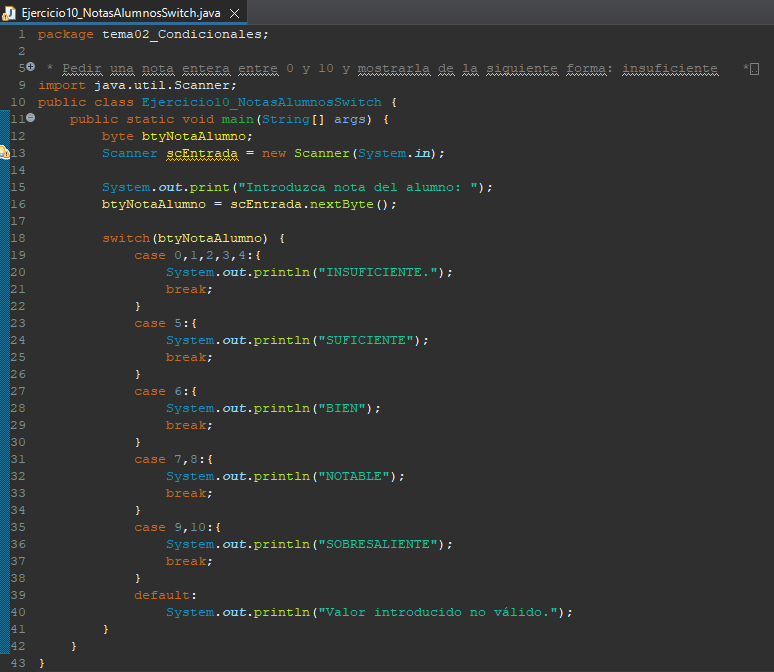 Ejercicio10_NotasAlumnosSwitch.java
1 package tema02_Condicionales;
2
5 * Pedir una nota entera entre 0 y 10 y mostrarla de la siguiente forma: insuficiente *
9 import java.util.Scanner;
10 public class Ejercicio10_NotasAlumnosSwitch {
11 public static void main(String[] args) {
12 byte btyNotaAlumno;
13 Scanner scEntrada = new Scanner(System.in);
14
15 System.out.print("Introduzca nota del alumno: ");
16 btyNotaAlumno = scEntrada.nextByte();
17
18 switch(btyNotaAlumno) {
19 case 0,1,2,3,4:{
20 System.out.println("INSUFICIENTE.");
21 break;
22 }
23 case 5:{
24 System.out.println("SUFICIENTE");
25 break;
26 }
27 case 6:{
28 System.out.println("BIEN");
29 break;
30 }
31 case 7,8:{
32 System.out.println("NOTABLE");
33 break;
34 }
35 case 9,10:{
36 System.out.println("SOBRESALIENTE");
37 break;
38 }
39 default:
40 System.out.println("Valor introducido no válido.");
41 }
42 }
43 }